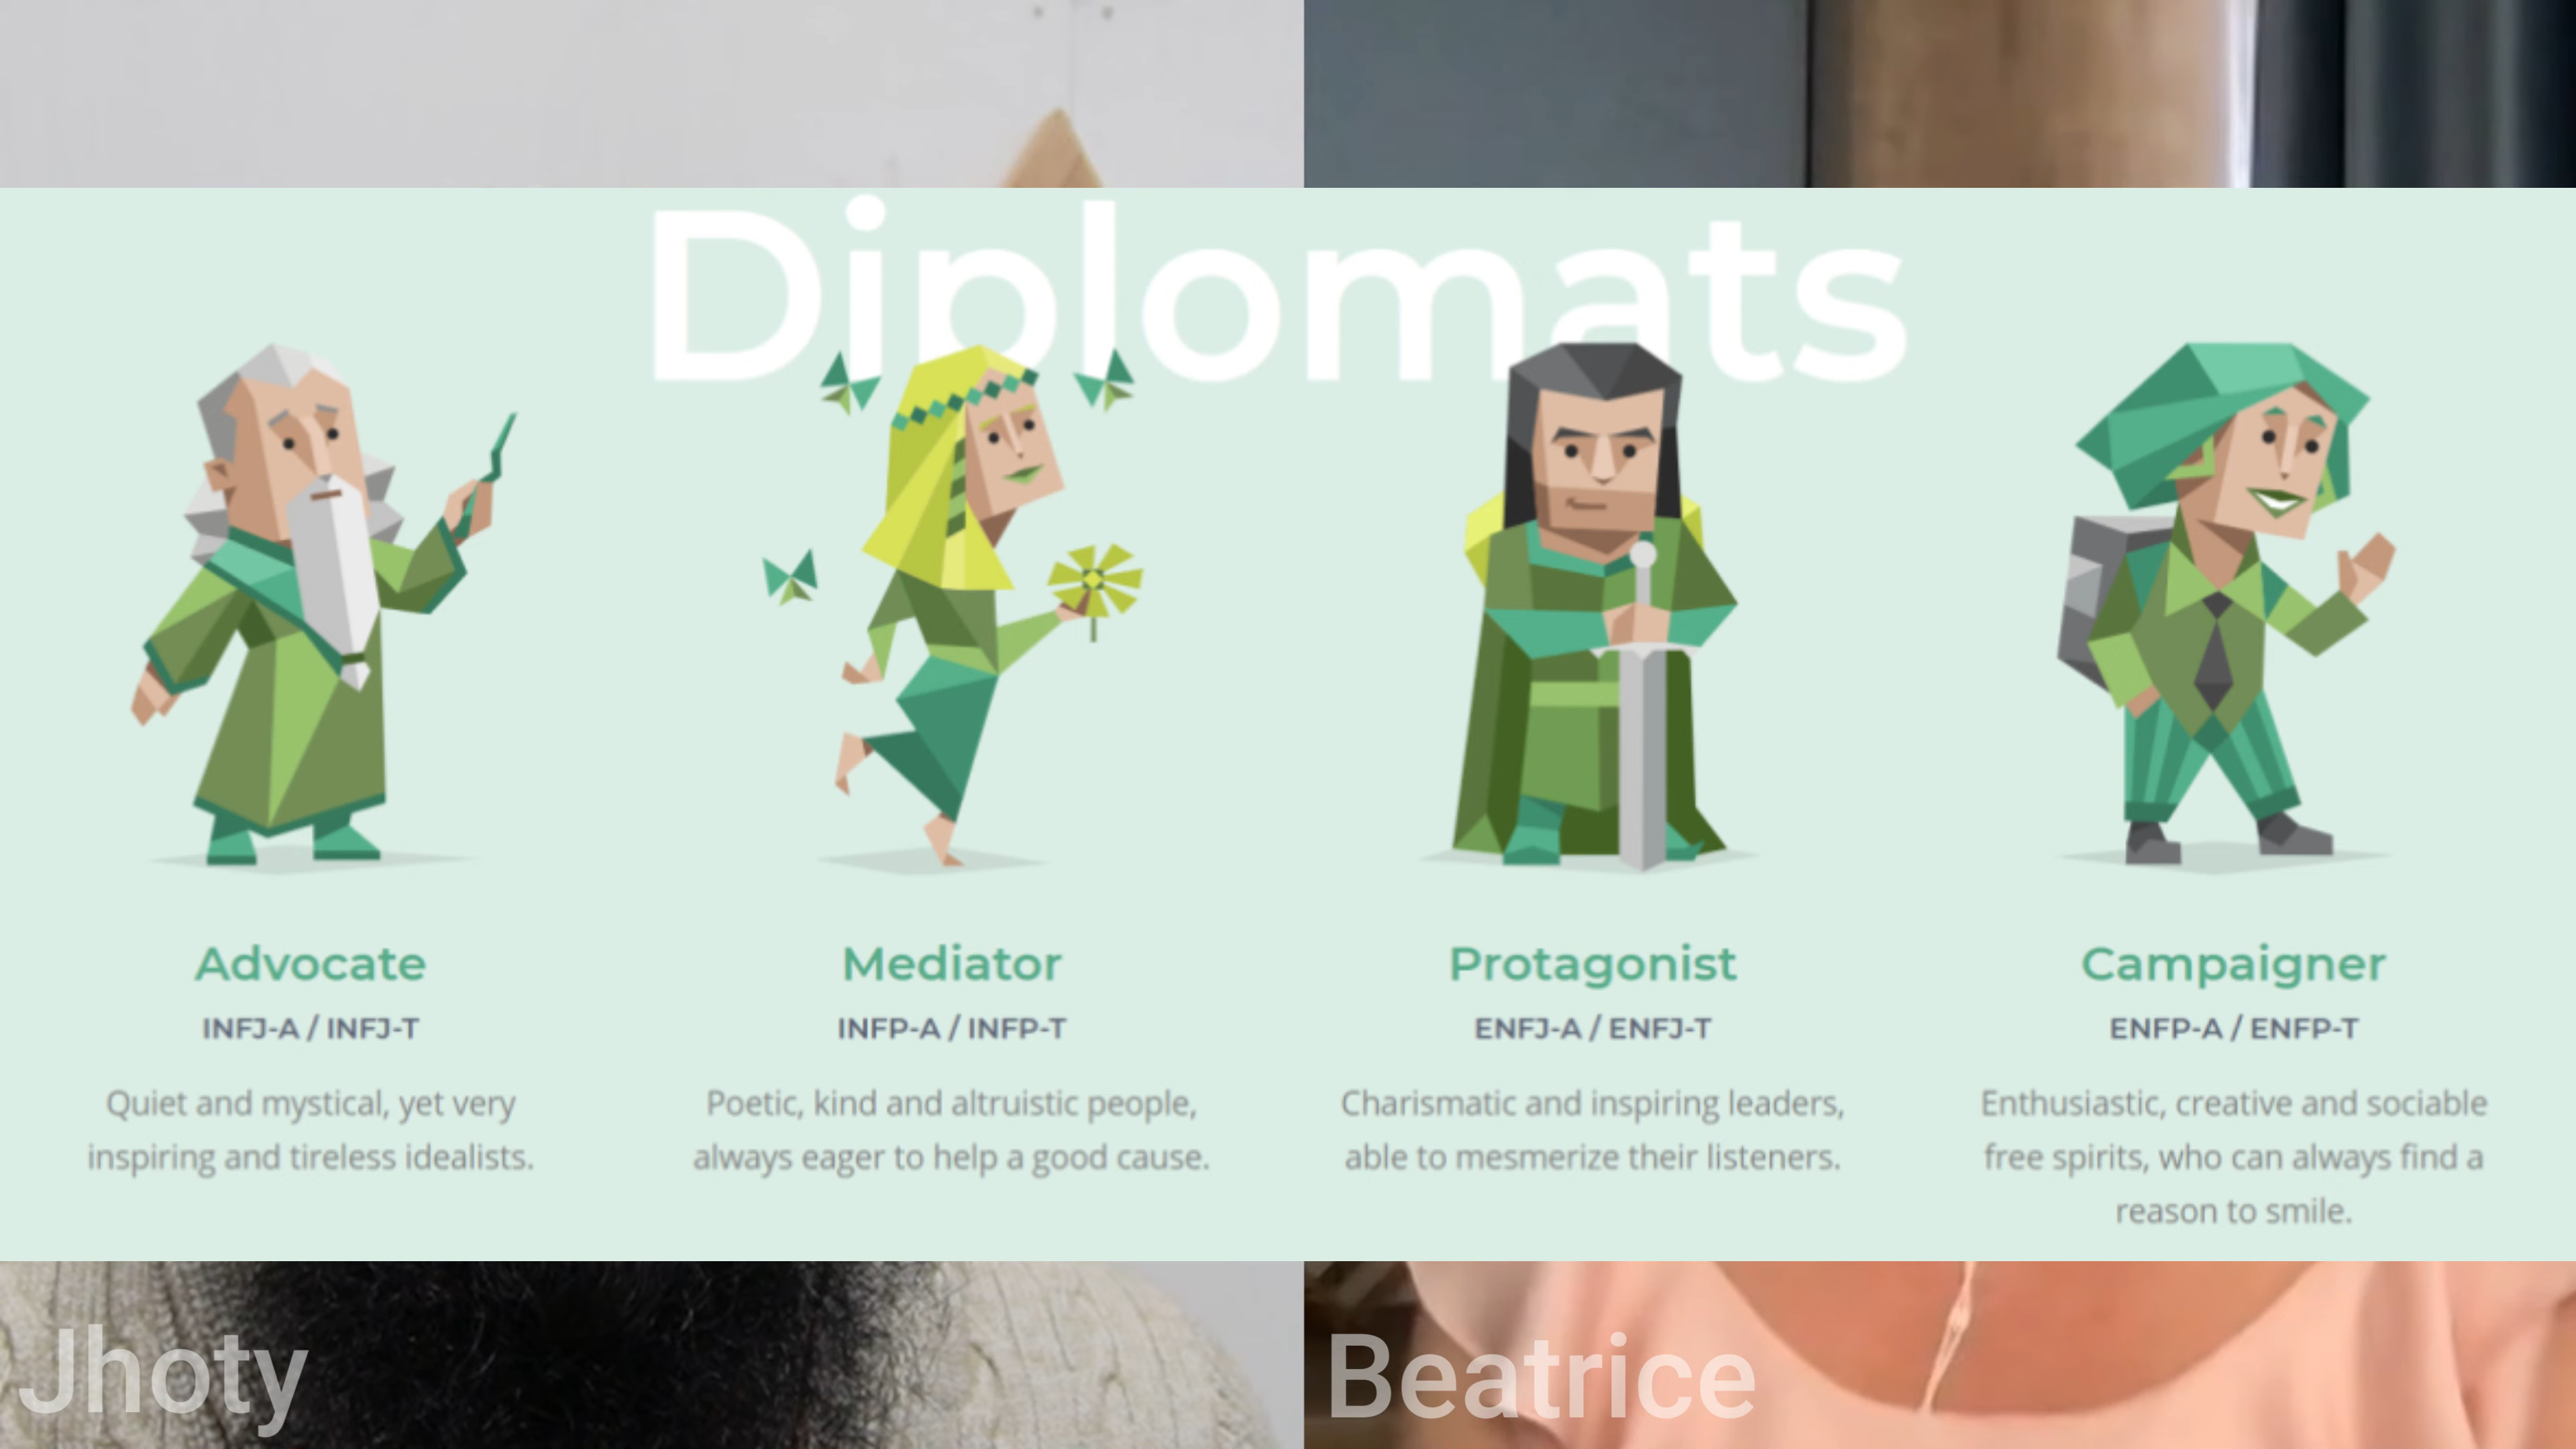 Diplomats
Advocate
INFJ-A / INFJ-T
Quiet and mystical, yet very
inspiring and tireless idealists.
Mediator
INFP-A / INFP-T
Poetic, kind and altruistic people,
always eager to help a good cause.
Protagonist
ENFJ-A / ENFJ-T
Charismatic and inspiring leaders,
able to mesmerize their listeners.
Campaigner
ENFP-A / ENFP-T
Enthusiastic, creative and sociable
free spirits, who can always find a
reason to smile.
Jhoty
Beatrice